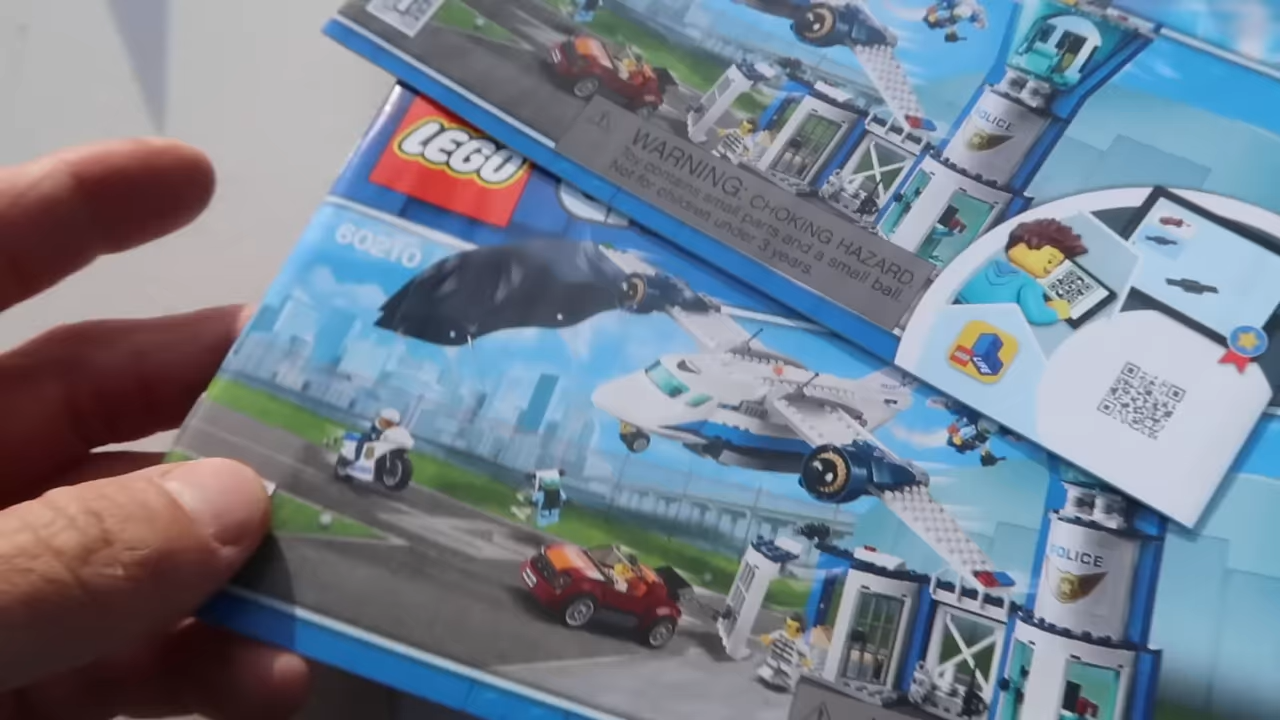 POLICE
WARNING: CHOKING HAZARD.
Toy contains small parts and a small ball.
Not for children under 3 years.
LEGO
60210
POLICE